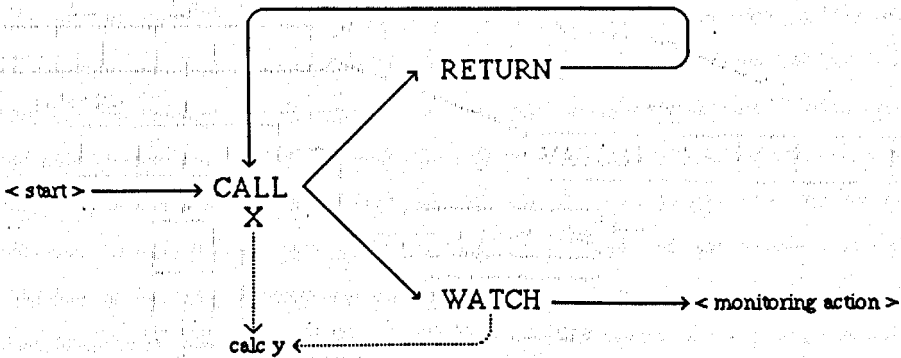 RETURN
< start >
CALL
X
WATCH
< monitoring action >
calc y